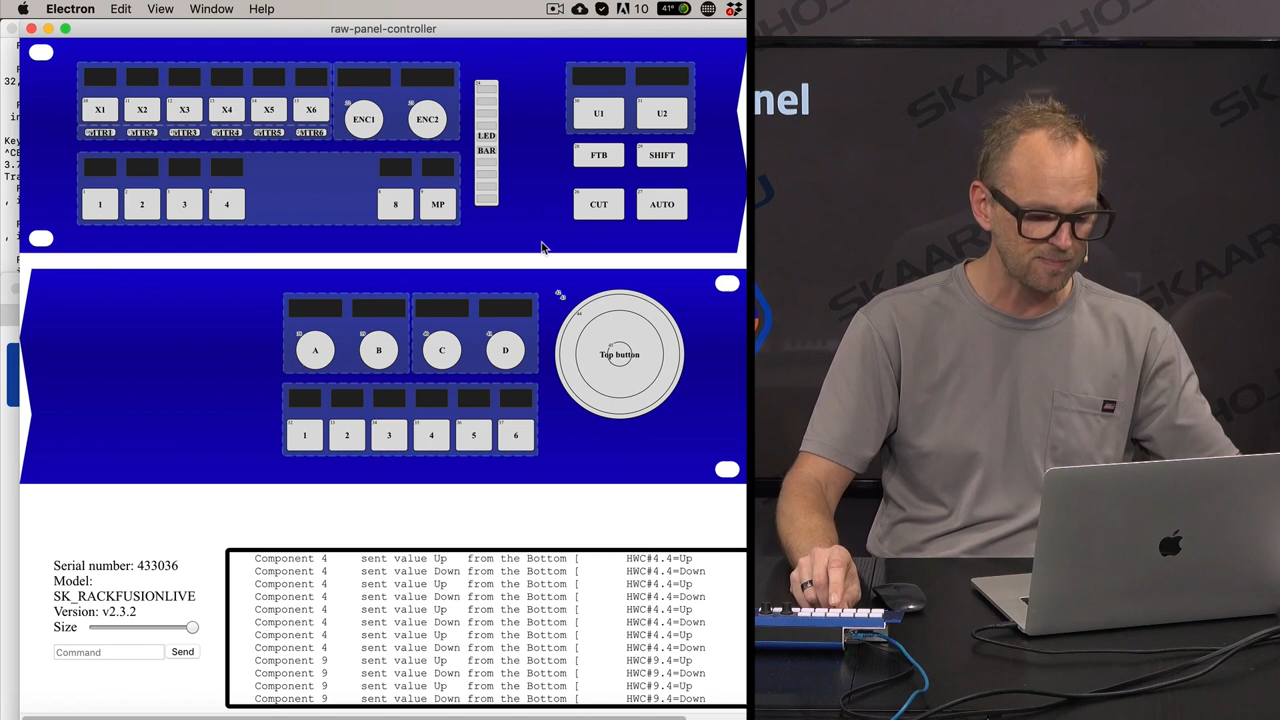 Electron Edit View Window Help 10 41°
raw-panel-controller
X1 X2 X3 X4 X5 X6 ENC1 ENC2
MTR1 MTR2 MTR3 MTR4 MTR5 MTR6
LED
BAR
1 2 3 4 8 MP
U1 U2
FTB SHIFT
CUT AUTO
A B C D
Top button
1 2 3 4 5 6
Serial number: 433036
Model:
SK_RACKFUSIONLIVE
Version: v2.3.2
Size
Command Send
Component 4 sent value Up from the Bottom [ HWC#4.4=Up
Component 4 sent value Down from the Bottom [ HWC#4.4=Down
Component 4 sent value Up from the Bottom [ HWC#4.4=Up
Component 4 sent value Down from the Bottom [ HWC#4.4=Down
Component 4 sent value Up from the Bottom [ HWC#4.4=Up
Component 4 sent value Down from the Bottom [ HWC#4.4=Down
Component 4 sent value Up from the Bottom [ HWC#4.4=Up
Component 4 sent value Down from the Bottom [ HWC#4.4=Down
Component 9 sent value Up from the Bottom [ HWC#9.4=Up
Component 9 sent value Down from the Bottom [ HWC#9.4=Down
Component 9 sent value Up from the Bottom [ HWC#9.4=Up
Component 9 sent value Down from the Bottom [ HWC#9.4=Down
nel
SKAARHOJ